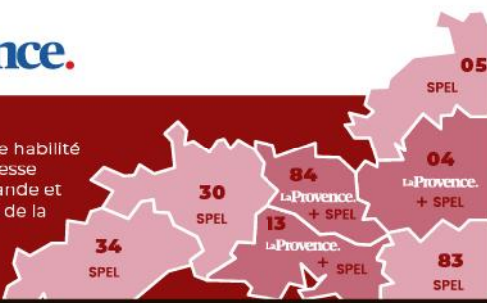 nce.
e habilité
esse
ande et
de la
05
SPEL
04
LaProvence.
+ SPEL
84
LaProvence.
+ SPEL
30
SPEL
13
LaProvence.
+ SPEL
34
SPEL
83
SPEL